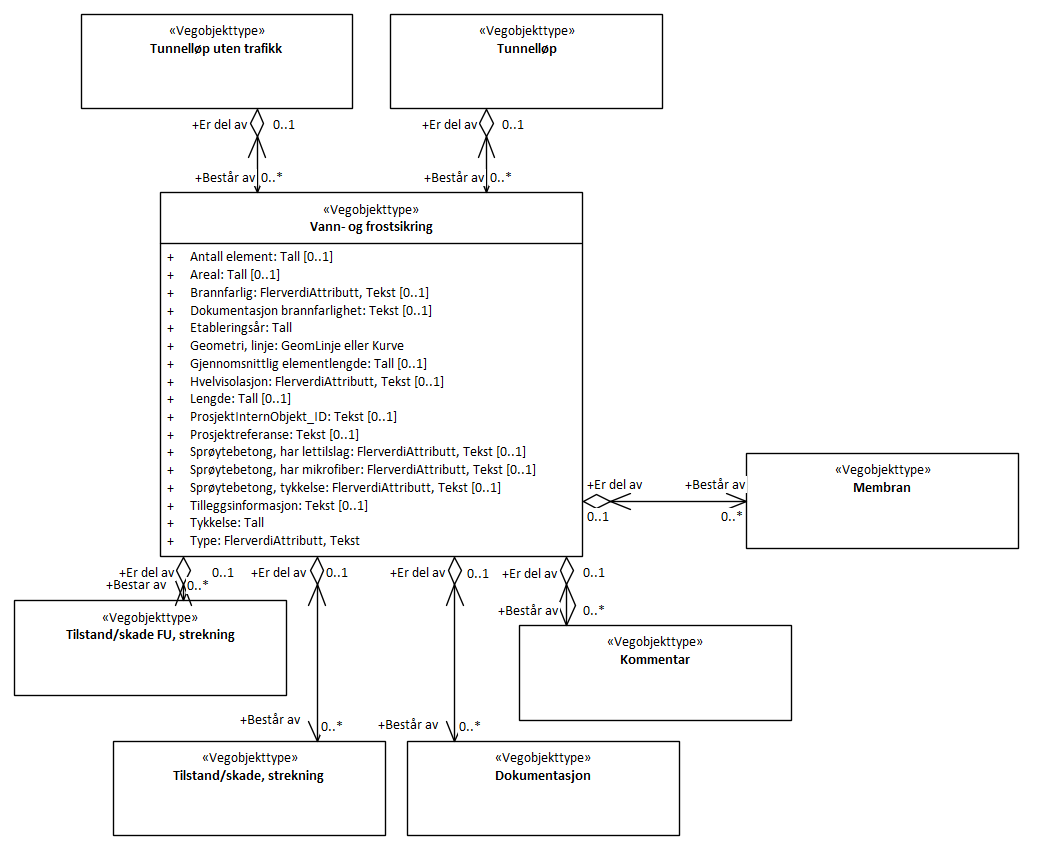 «Vegobjekttype»
Tunnelløp uten trafikk
«Vegobjekttype»
Tunnelløp
+Er del av 0..1
+Består av 0..*
+Er del av 0..1
+Består av 0..*
«Vegobjekttype»
Vann- og frostsikring
+ Antall element: Tall [0..1]
+ Areal: Tall [0..1]
+ Brannfarlig: FlerverdiAttributt, Tekst [0..1]
+ Dokumentasjon brannfarlighet: Tekst [0..1]
+ Etableringsår: Tall
+ Geometri, linje: GeomLinje eller Kurve
+ Gjennomsnittlig elementlengde: Tall [0..1]
+ Hvelvisolasjon: FlerverdiAttributt, Tekst [0..1]
+ Lengde: Tall [0..1]
+ ProsjektInternObjekt_ID: Tekst [0..1]
+ Prosjektreferanse: Tekst [0..1]
+ Sprøytebetong, har lettilslag: FlerverdiAttributt, Tekst [0..1]
+ Sprøytebetong, har mikrofiber: FlerverdiAttributt, Tekst [0..1]
+ Sprøytebetong, tykkelse: FlerverdiAttributt, Tekst [0..1]
+ Tilleggsinformasjon: Tekst [0..1]
+ Tykkelse: Tall
+ Type: FlerverdiAttributt, Tekst
+Er del av +Består av
0..1 0..*
«Vegobjekttype»
Membran
+Er del av 0..1
+Består av 0..*
+Er del av 0..1
+Er del av 0..1
+Er del av 0..1
+Består av 0..*
«Vegobjekttype»
Tilstand/skade FU, strekning
«Vegobjekttype»
Kommentar
+Består av 0..*
+Består av 0..*
«Vegobjekttype»
Tilstand/skade, strekning
«Vegobjekttype»
Dokumentasjon